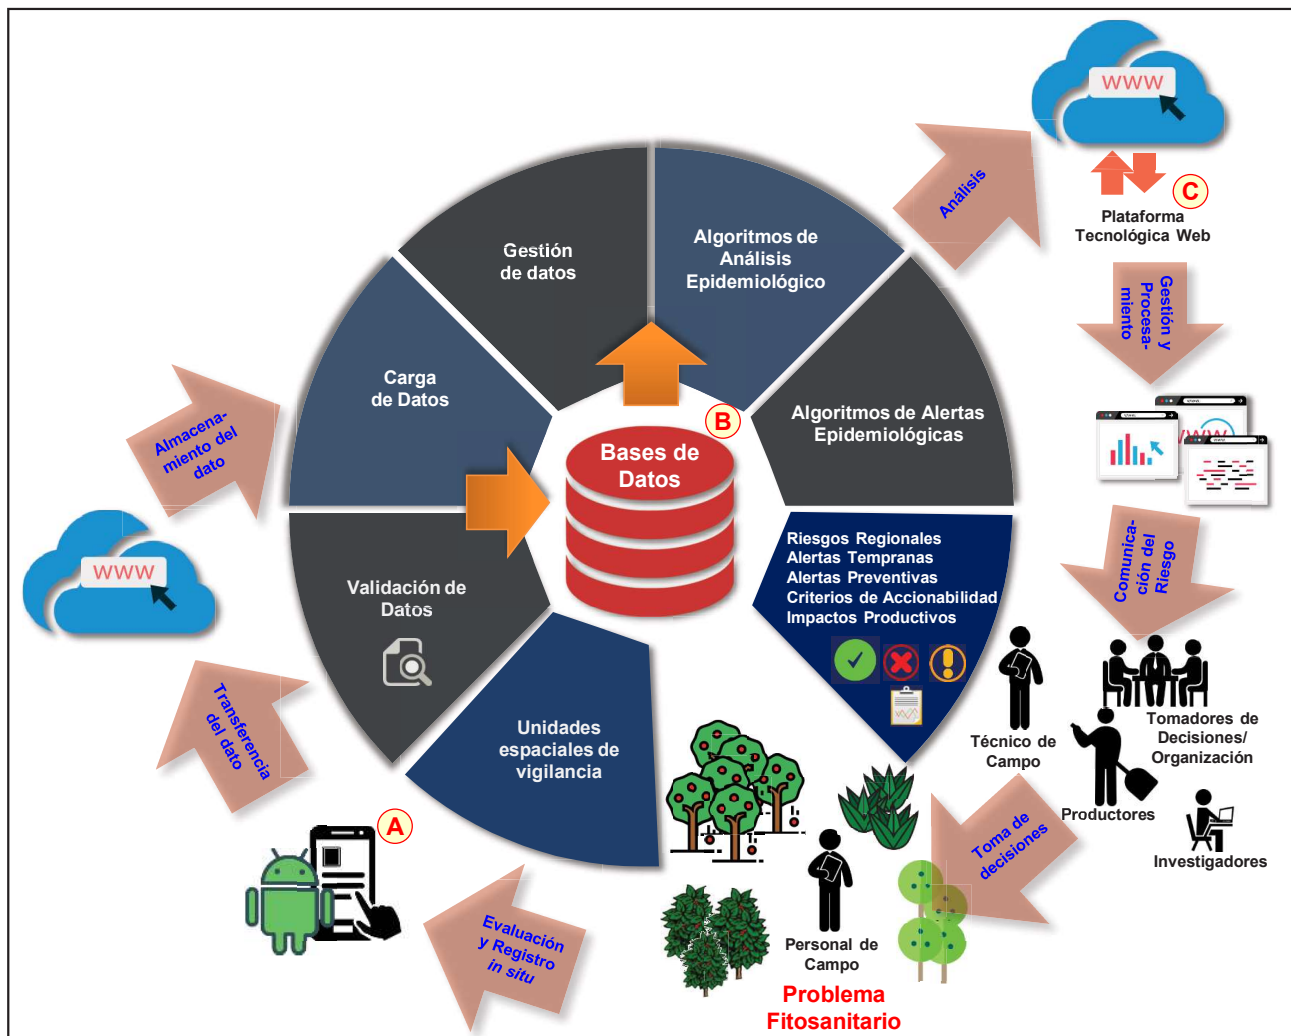 WWW
C
Plataforma
Tecnológica Web
Análisis
Gestión y
Procesa-
miento
Gestión
de datos
Algoritmos de
Análisis
Epidemiológico
Carga
de Datos
Algoritmos de Alertas
Epidemiológicas
B
Bases de
Datos
Almacena-
miento del
dato
WWW
WWW
Comunica-
ción del
Riesgo
Riesgos Regionales
Alertas Tempranas
Alertas Preventivas
Criterios de Accionabilidad
Impactos Productivos
WWW
Validación de
Datos
Transferencia
del dato
Unidades
espaciales de
vigilancia
Técnico de
Campo
Tomadores de
Decisiones/
Organización
Productores
Investigadores
Toma de
decisiones
A
Evaluación
y Registro
in situ
Personal de
Campo
Problema
Fitosanitario